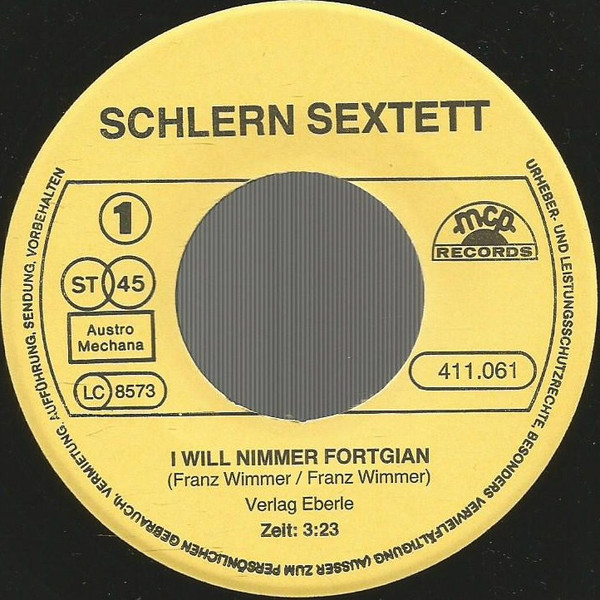 SCHLERN SEXTETT
1
ST 45
Austro
Mechana
LC 8573
mcp
RECORDS
411.061
I WILL NIMMER FORTGIAN
(Franz Wimmer / Franz Wimmer)
Verlag Eberle
Zeit: 3:23
URHEBER- UND LEISTUNGSSCHUTZRECHTE, BESONDERS VERVIELFÄLTIGUNG (AUSSER ZUM PERSÖNLICHEN GEBRAUCH), VERMIETUNG, AUFFÜHRUNG, SENDUNG, VORBEHALTEN